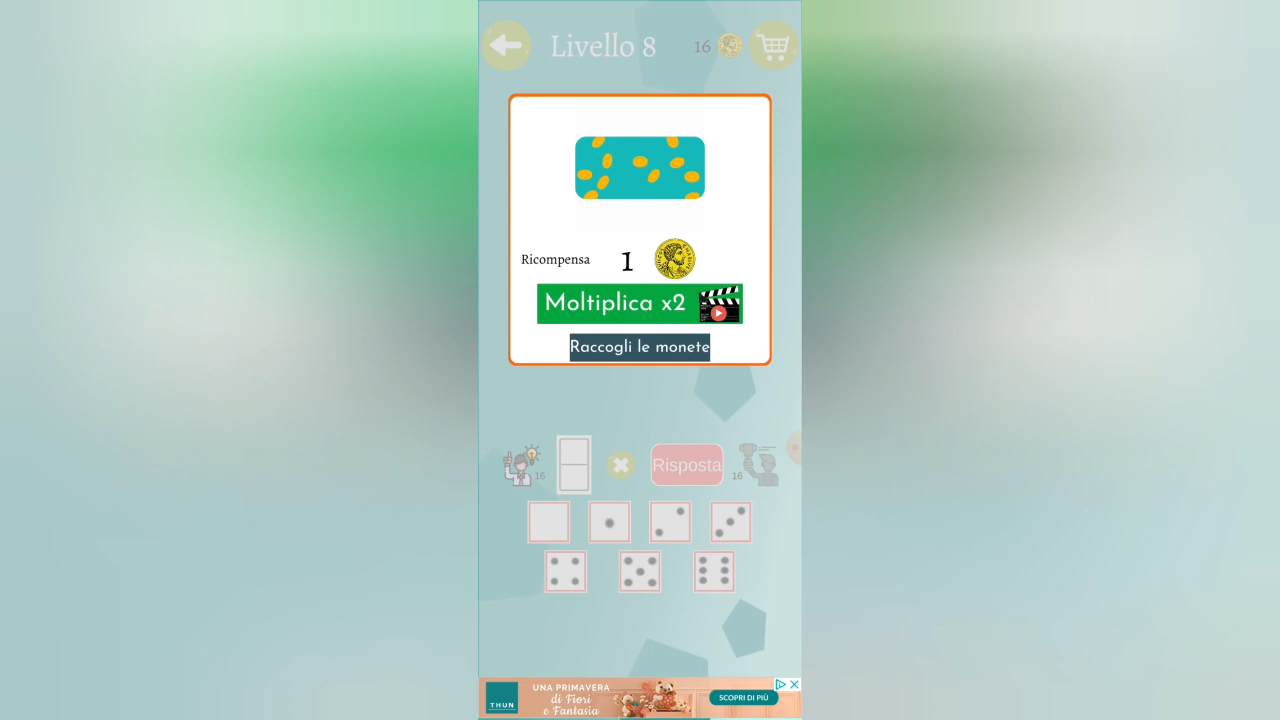 Livello 8
16
Ricompensa 1
Moltiplica x2
Raccogli le monete
16
Risposta
16
THUN
UNA PRIMAVERA
di Fiori
e Fantasia
SCOPRI DI PIÙ